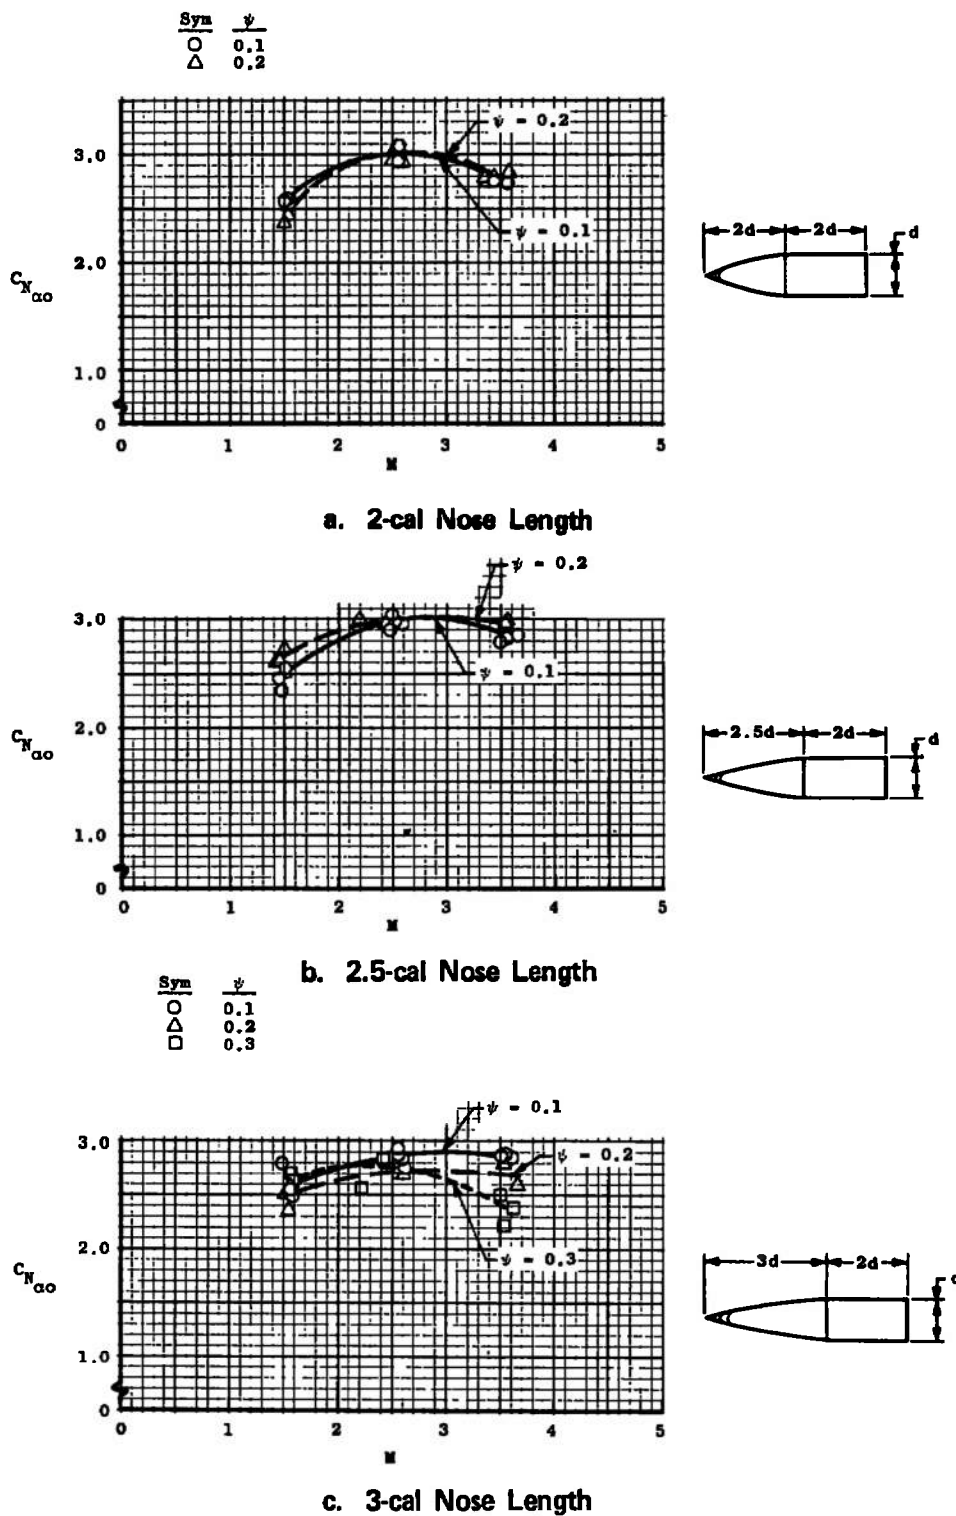 Sym ψ
○ 0.1
△ 0.2
ψ = 0.2
3.0
ψ = 0.1
2.0
C_Nαo
1.0
0
0 1 2 3 4 5
M
2d 2d d
a. 2-cal Nose Length
ψ = 0.2
3.0
ψ = 0.1
2.0
C_Nαo
1.0
0
0 1 2 3 4 5
M
2.5d 2d d
b. 2.5-cal Nose Length
Sym ψ
○ 0.1
△ 0.2
□ 0.3
ψ = 0.1
3.0
ψ = 0.2
2.0
ψ = 0.3
C_Nαo
1.0
0
0 1 2 3 4 5
M
3d 2d
c. 3-cal Nose Length